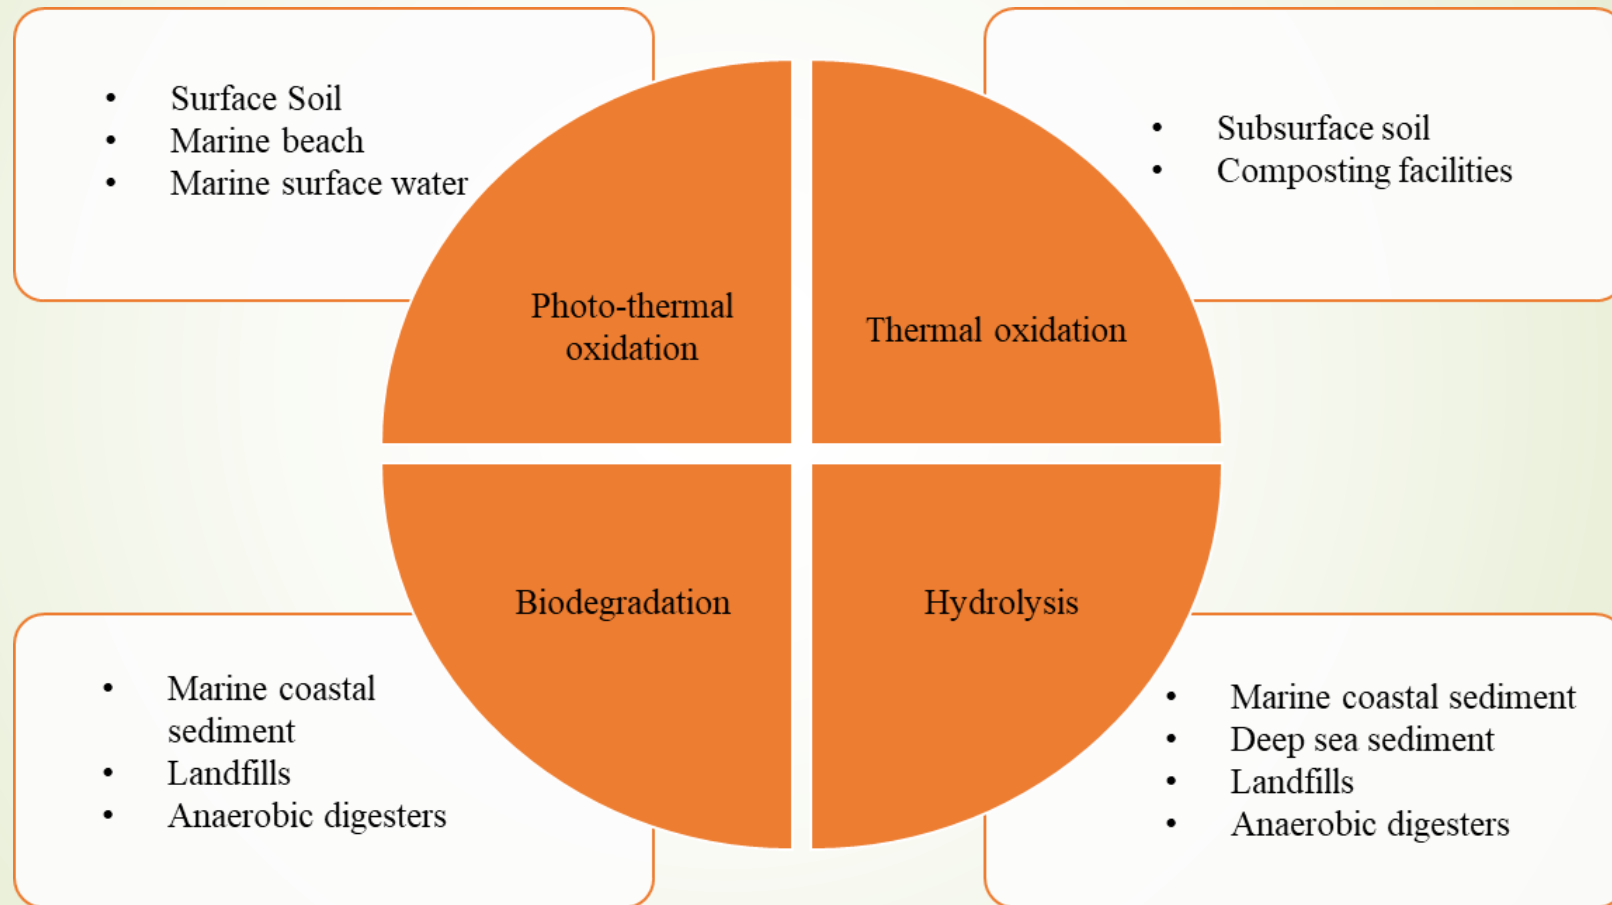 • Surface Soil
• Marine beach
• Marine surface water
• Subsurface soil
• Composting facilities
Photo-thermal
oxidation
Thermal oxidation
Biodegradation
Hydrolysis
• Marine coastal
sediment
• Landfills
• Anaerobic digesters
• Marine coastal sediment
• Deep sea sediment
• Landfills
• Anaerobic digesters